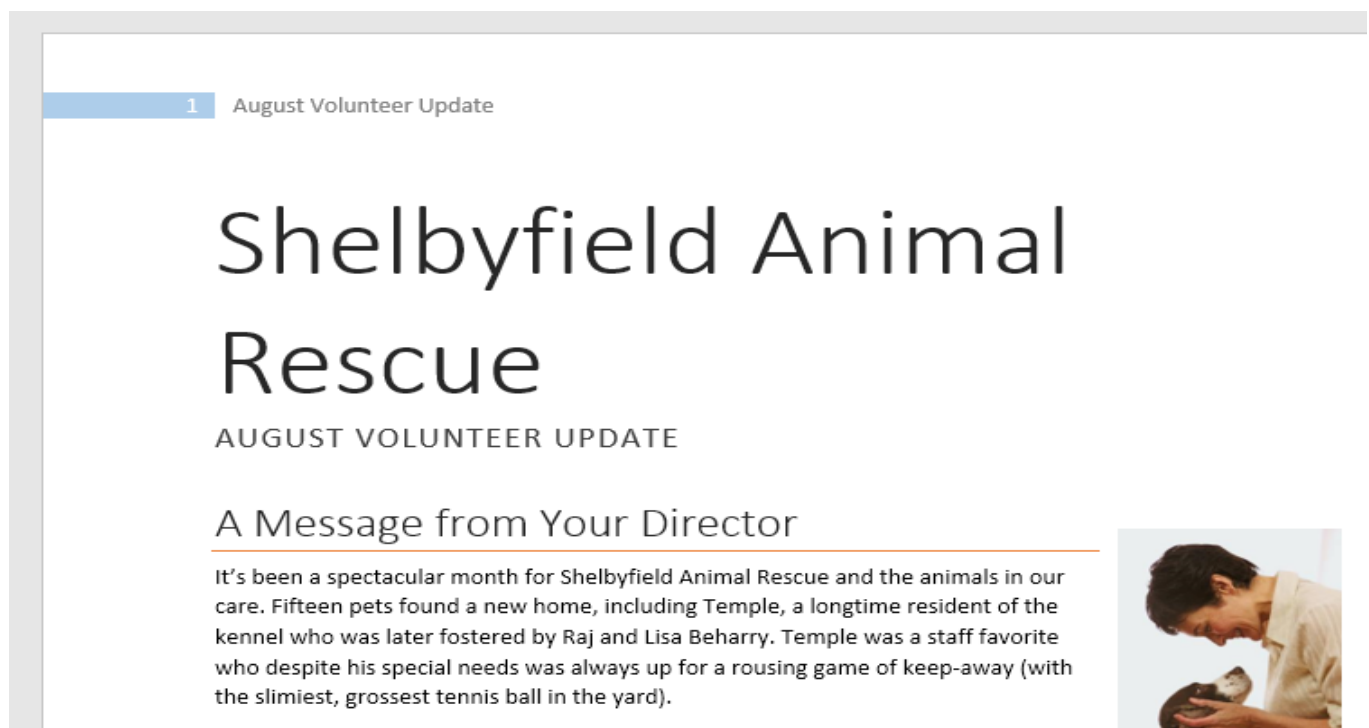 1 August Volunteer Update
Shelbyfield Animal
Rescue
AUGUST VOLUNTEER UPDATE
A Message from Your Director
It’s been a spectacular month for Shelbyfield Animal Rescue and the animals in our
care. Fifteen pets found a new home, including Temple, a longtime resident of the
kennel who was later fostered by Raj and Lisa Beharry. Temple was a staff favorite
who despite his special needs was always up for a rousing game of keep-away (with
the slimiest, grossest tennis ball in the yard).